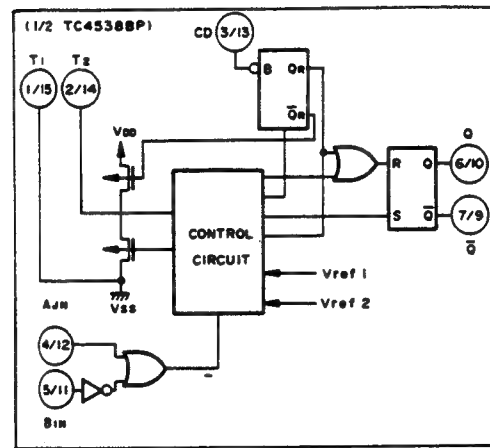 (1/2 TC4538BP)
CD 3/13
T1 T2
1/15 2/14
B QR
Q̅R
VDD
Q
R Q 6/10
S Q̅ 7/9
Q̅
CONTROL
CIRCUIT
Vref 1
Vref 2
VSS
AIN
4/12
5/11
BIN